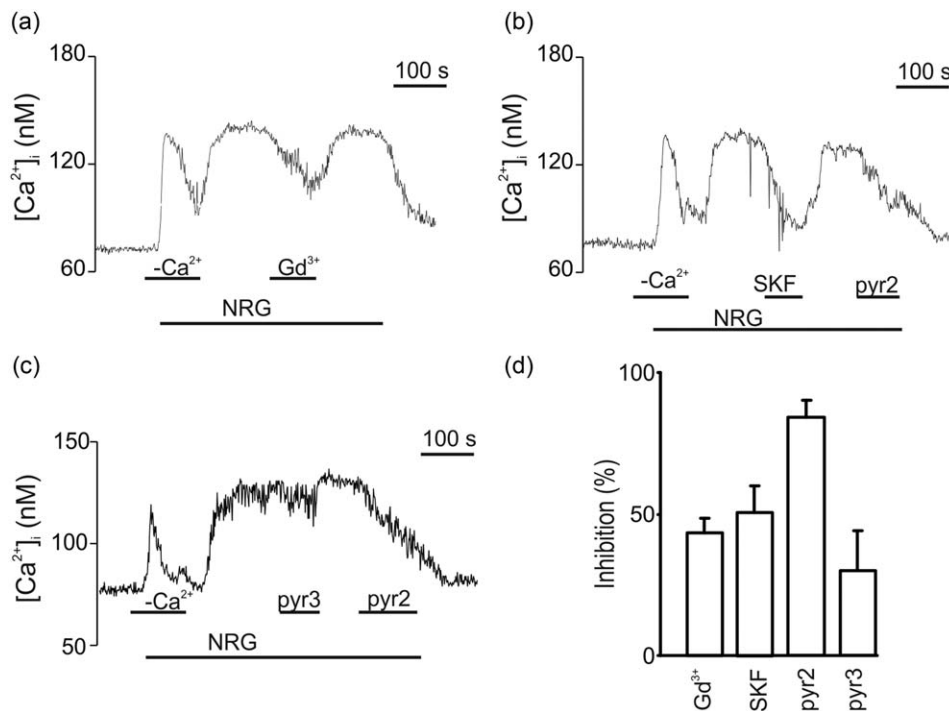 (a)
180
120
60
[Ca²⁺]ᵢ (nM)
100 s
-Ca²⁺
Gd³⁺
NRG
(b)
180
120
60
[Ca²⁺]ᵢ (nM)
100 s
-Ca²⁺
SKF
pyr2
NRG
(c)
150
100
50
[Ca²⁺]ᵢ (nM)
100 s
-Ca²⁺
pyr3
pyr2
NRG
(d)
100
50
0
Inhibition (%)
Gd³⁺
SKF
pyr2
pyr3